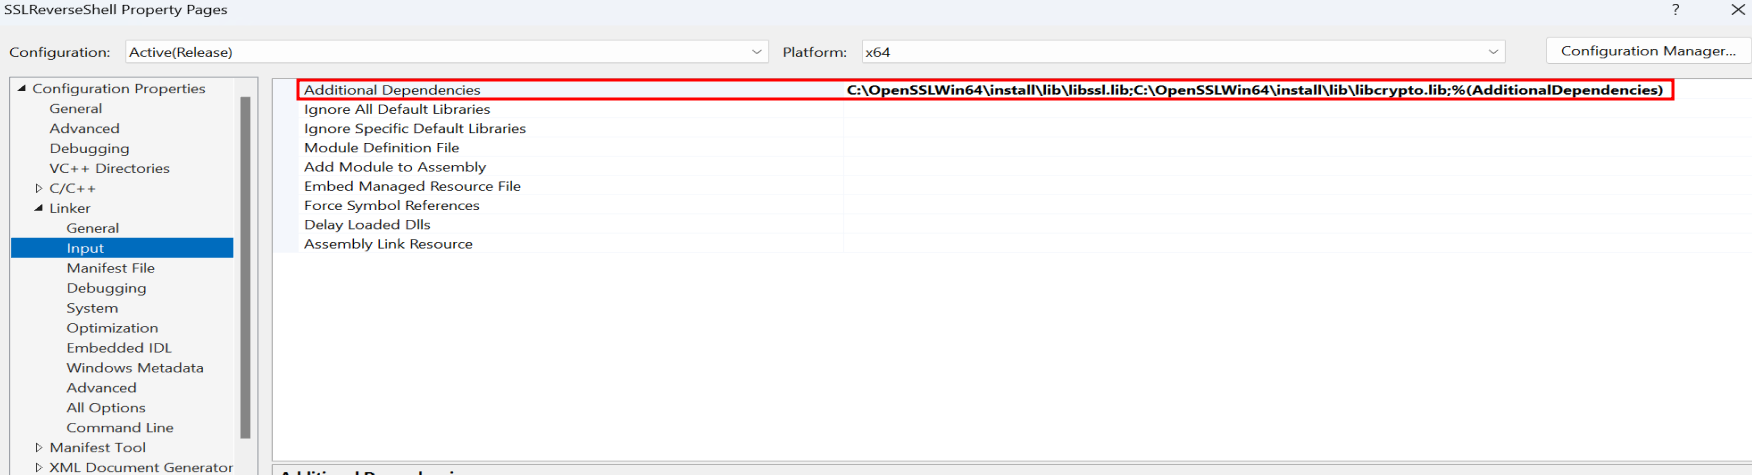 SSLReverseShell Property Pages ?
Configuration: Active(Release) Platform: x64 Configuration Manager...
Configuration Properties
General
Advanced
Debugging
VC++ Directories
C/C++
Linker
General
Input
Manifest File
Debugging
System
Optimization
Embedded IDL
Windows Metadata
Advanced
All Options
Command Line
Manifest Tool
XML Document Generator
Additional Dependencies C:\OpenSSLWin64\install\lib\libssl.lib;C:\OpenSSLWin64\install\lib\libcrypto.lib;%(AdditionalDependencies)
Ignore All Default Libraries
Ignore Specific Default Libraries
Module Definition File
Add Module to Assembly
Embed Managed Resource File
Force Symbol References
Delay Loaded Dlls
Assembly Link Resource